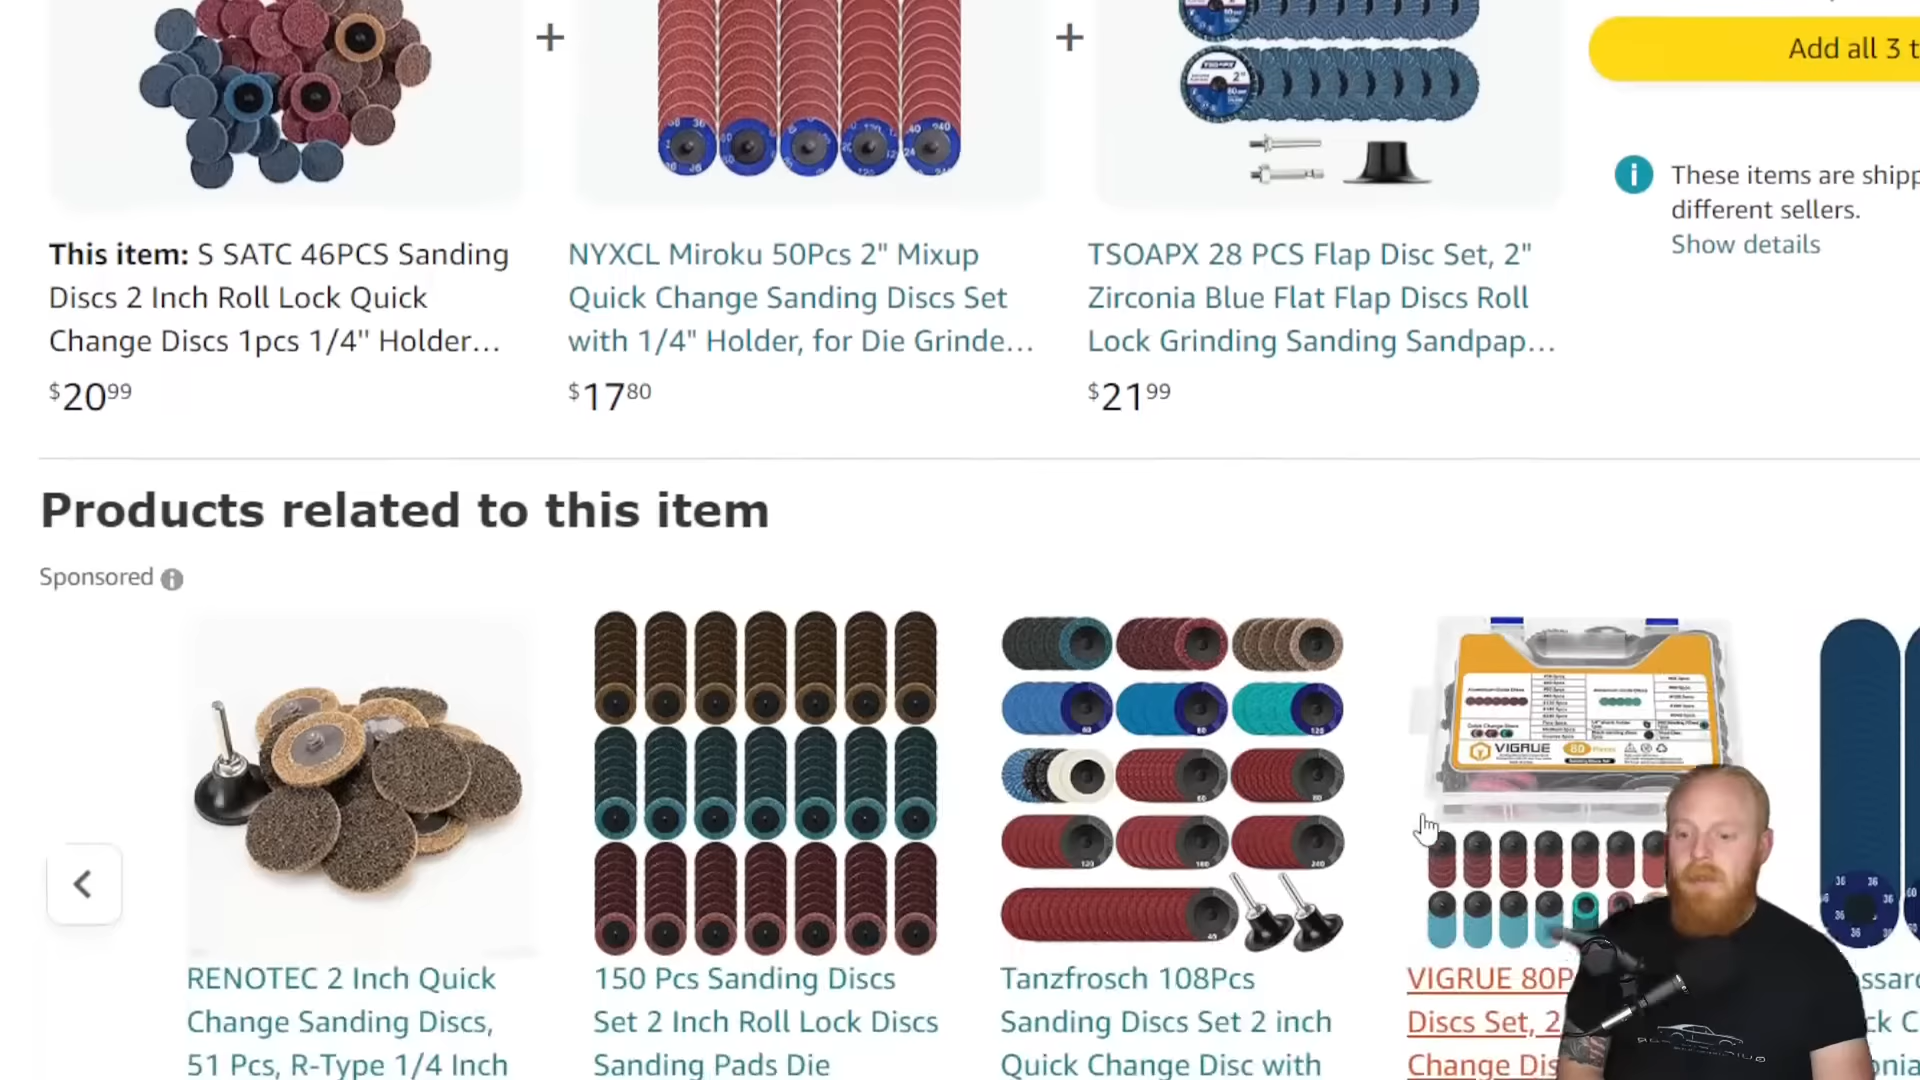 Add all 3 t
This item: S SATC 46PCS Sanding
Discs 2 Inch Roll Lock Quick
Change Discs 1pcs 1/4" Holder...
$20.99
NYXCL Miroku 50Pcs 2" Mixup
Quick Change Sanding Discs Set
with 1/4" Holder, for Die Grinde...
$17.80
TSOAPX 28 PCS Flap Disc Set, 2"
Zirconia Blue Flat Flap Discs Roll
Lock Grinding Sanding Sandpap...
$21.99
These items are shipp
different sellers.
Show details
Products related to this item
Sponsored
VIGRUE 80
RENOTEC 2 Inch Quick
Change Sanding Discs,
51 Pcs, R-Type 1/4 Inch
150 Pcs Sanding Discs
Set 2 Inch Roll Lock Discs
Sanding Pads Die
Tanzfrosch 108Pcs
Sanding Discs Set 2 inch
Quick Change Disc with
VIGRUE 80P
Discs Set, 2
Change Dis